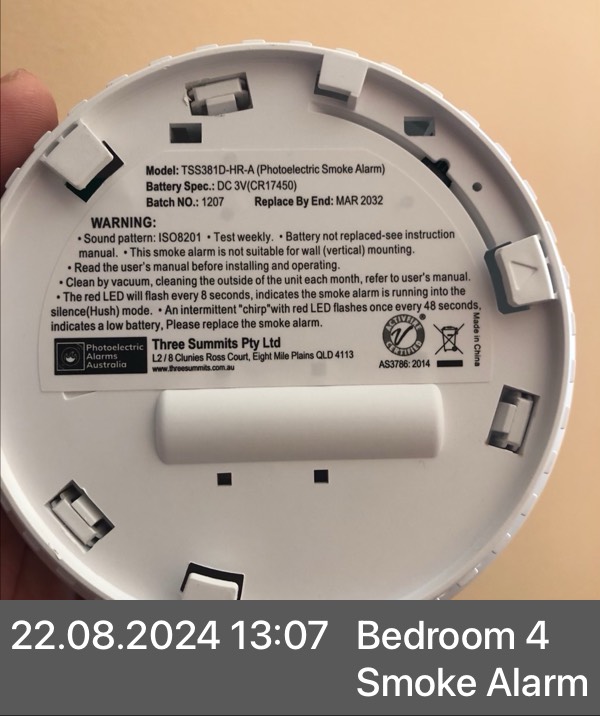 Model: TSS381D-HR-A (Photoelectric Smoke Alarm)
Battery Spec.: DC 3V(CR17450)
Batch NO.: 1207 Replace By End: MAR 2032
WARNING:
• Sound pattern: ISO8201 • Test weekly. • Battery not replaced-see instruction
manual. • This smoke alarm is not suitable for wall (vertical) mounting.
• Read the user's manual before installing and operating.
• Clean by vacuum, cleaning the outside of the unit each month, refer to user's manual.
• The red LED will flash every 8 seconds, indicates the smoke alarm is running into the
silence(Hush) mode. • An intermittent "chirp"with red LED flashes once every 48 seconds,
indicates a low battery, Please replace the smoke alarm.
Photoelectric
Alarms
Australia
Three Summits Pty Ltd
L2 / 8 Clunies Ross Court, Eight Mile Plains QLD 4113
www.threesummits.com.au
AS3786: 2014
Made in China
22.08.2024 13:07 Bedroom 4
Smoke Alarm